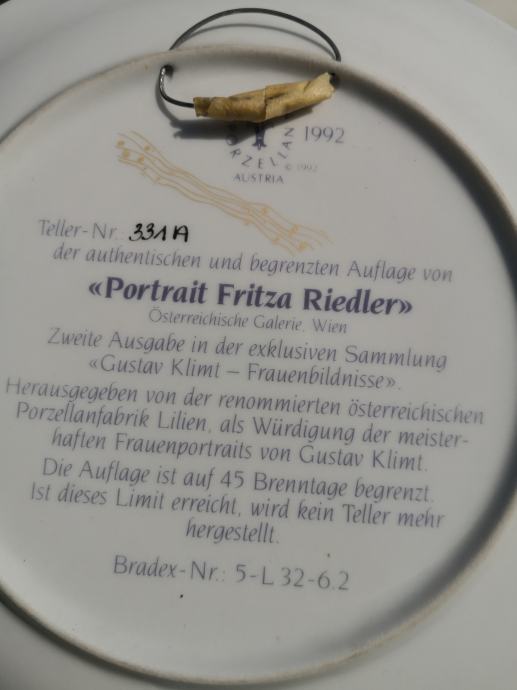 1992
© 1992
AUSTRIA
Teller-Nr.: 331A
der authentischen und begrenzten Auflage von
«Portrait Fritza Riedler»
Österreichische Galerie, Wien
Zweite Ausgabe in der exklusiven Sammlung
«Gustav Klimt – Frauenbildnisse».
Herausgegeben von der renommierten österreichischen
Porzellanfabrik Lilien, als Würdigung der meister-
haften Frauenportraits von Gustav Klimt.
Die Auflage ist auf 45 Brenntage begrenzt.
Ist dieses Limit erreicht, wird kein Teller mehr
hergestellt.
Bradex-Nr.: 5-L 32-6.2